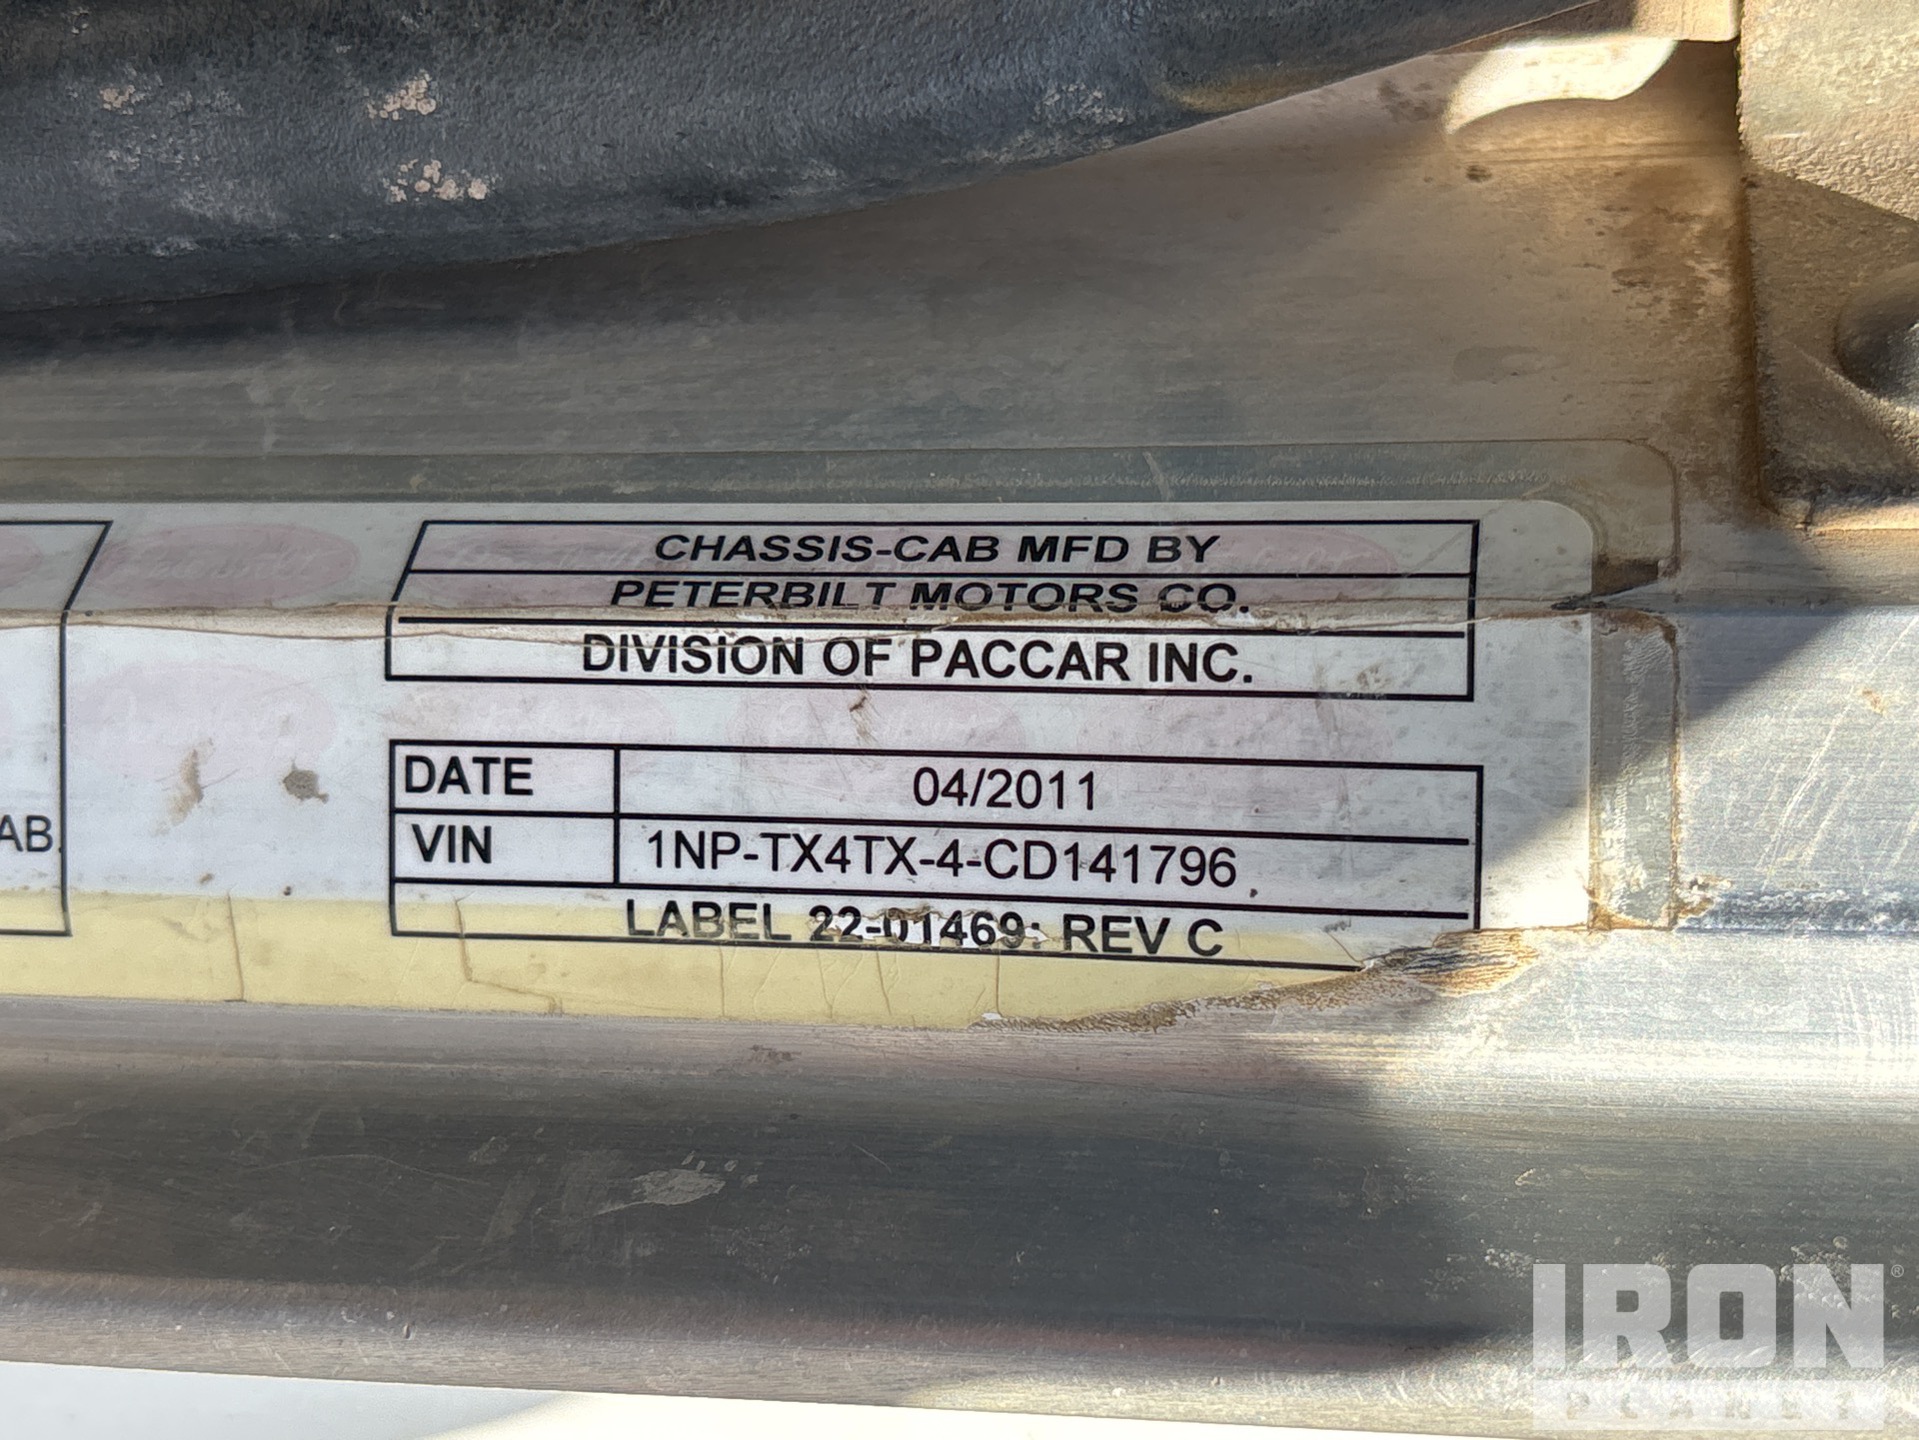 CHASSIS-CAB MFD BY
PETERBILT MOTORS CO.
DIVISION OF PACCAR INC.
AB.
DATE 04/2011
VIN 1NP-TX4TX-4-CD141796
LABEL 22-01469: REV C
IRON®
PLANET